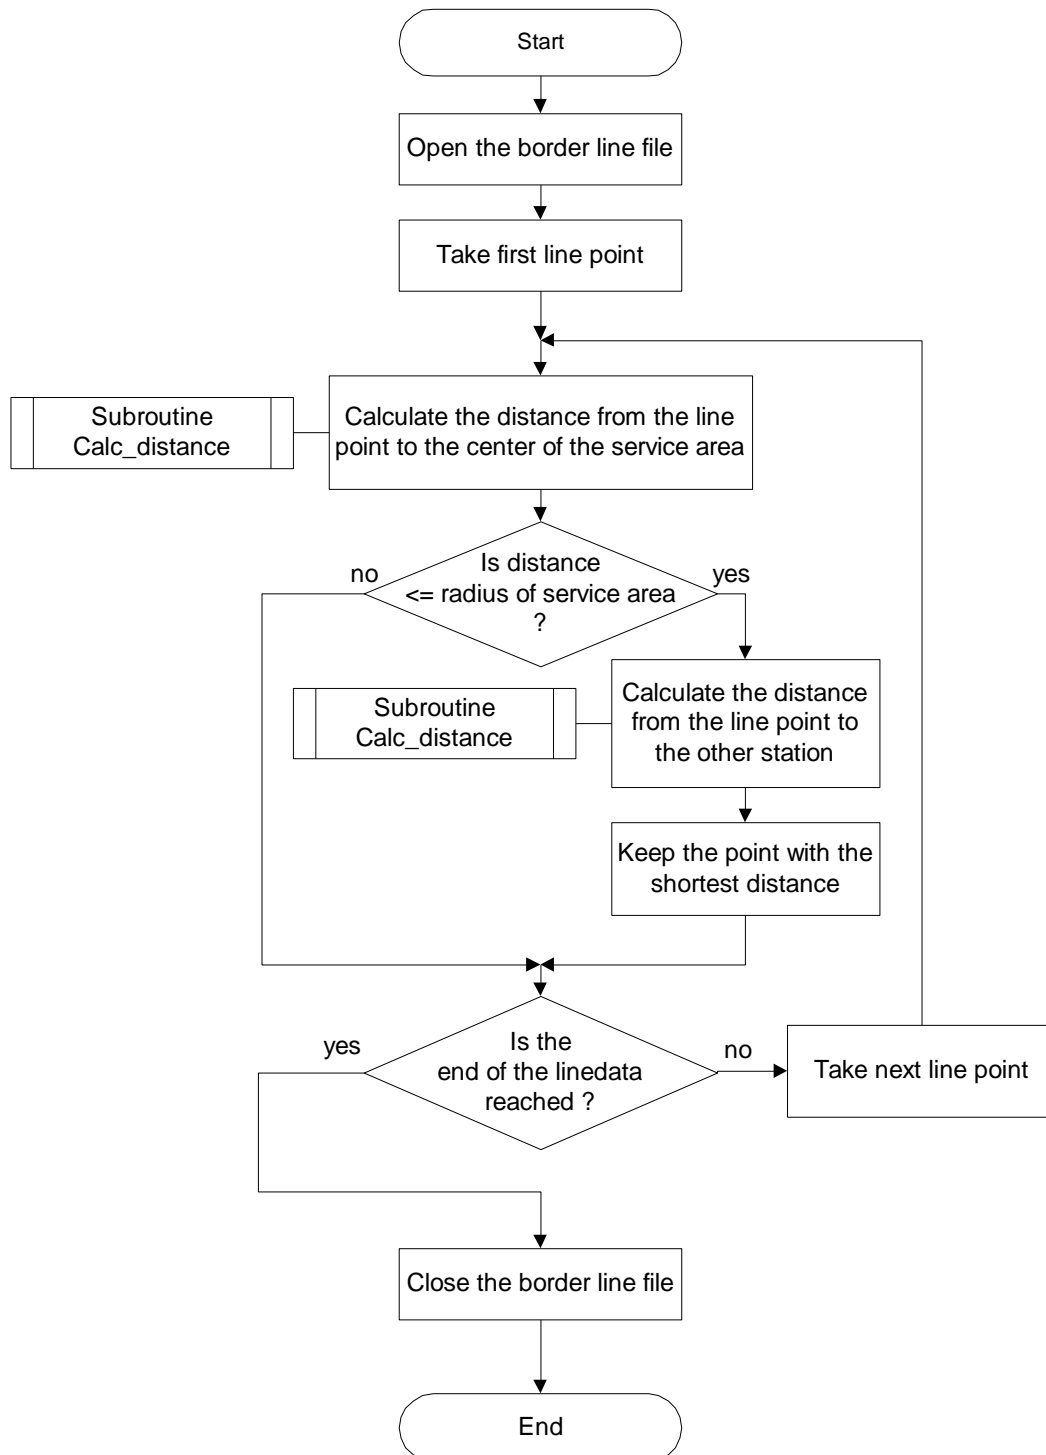 Start
Open the border line file
Take first line point
Subroutine
Calc_distance
Calculate the distance from the line
point to the center of the service area
Is distance
<= radius of service area
?
no
yes
Subroutine
Calc_distance
Calculate the distance
from the line point to
the other station
Keep the point with the
shortest distance
Is the
end of the linedata
reached ?
yes
no
Take next line point
Close the border line file
End